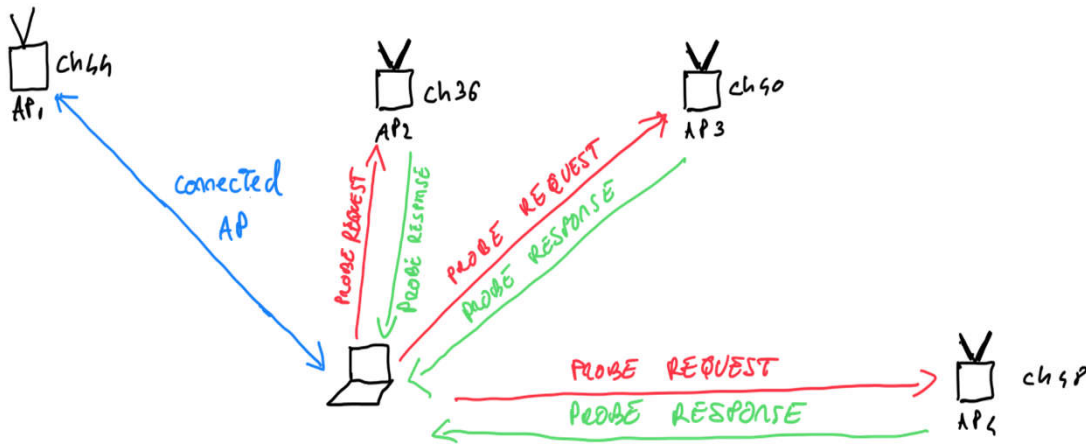 Ch44
AP1
Ch36
AP2
Ch40
AP3
connected
AP
PROBE REQUEST
PROBE RESPONSE
PROBE REQUEST
PROBE RESPONSE
PROBE REQUEST
PROBE RESPONSE
Ch48
AP4